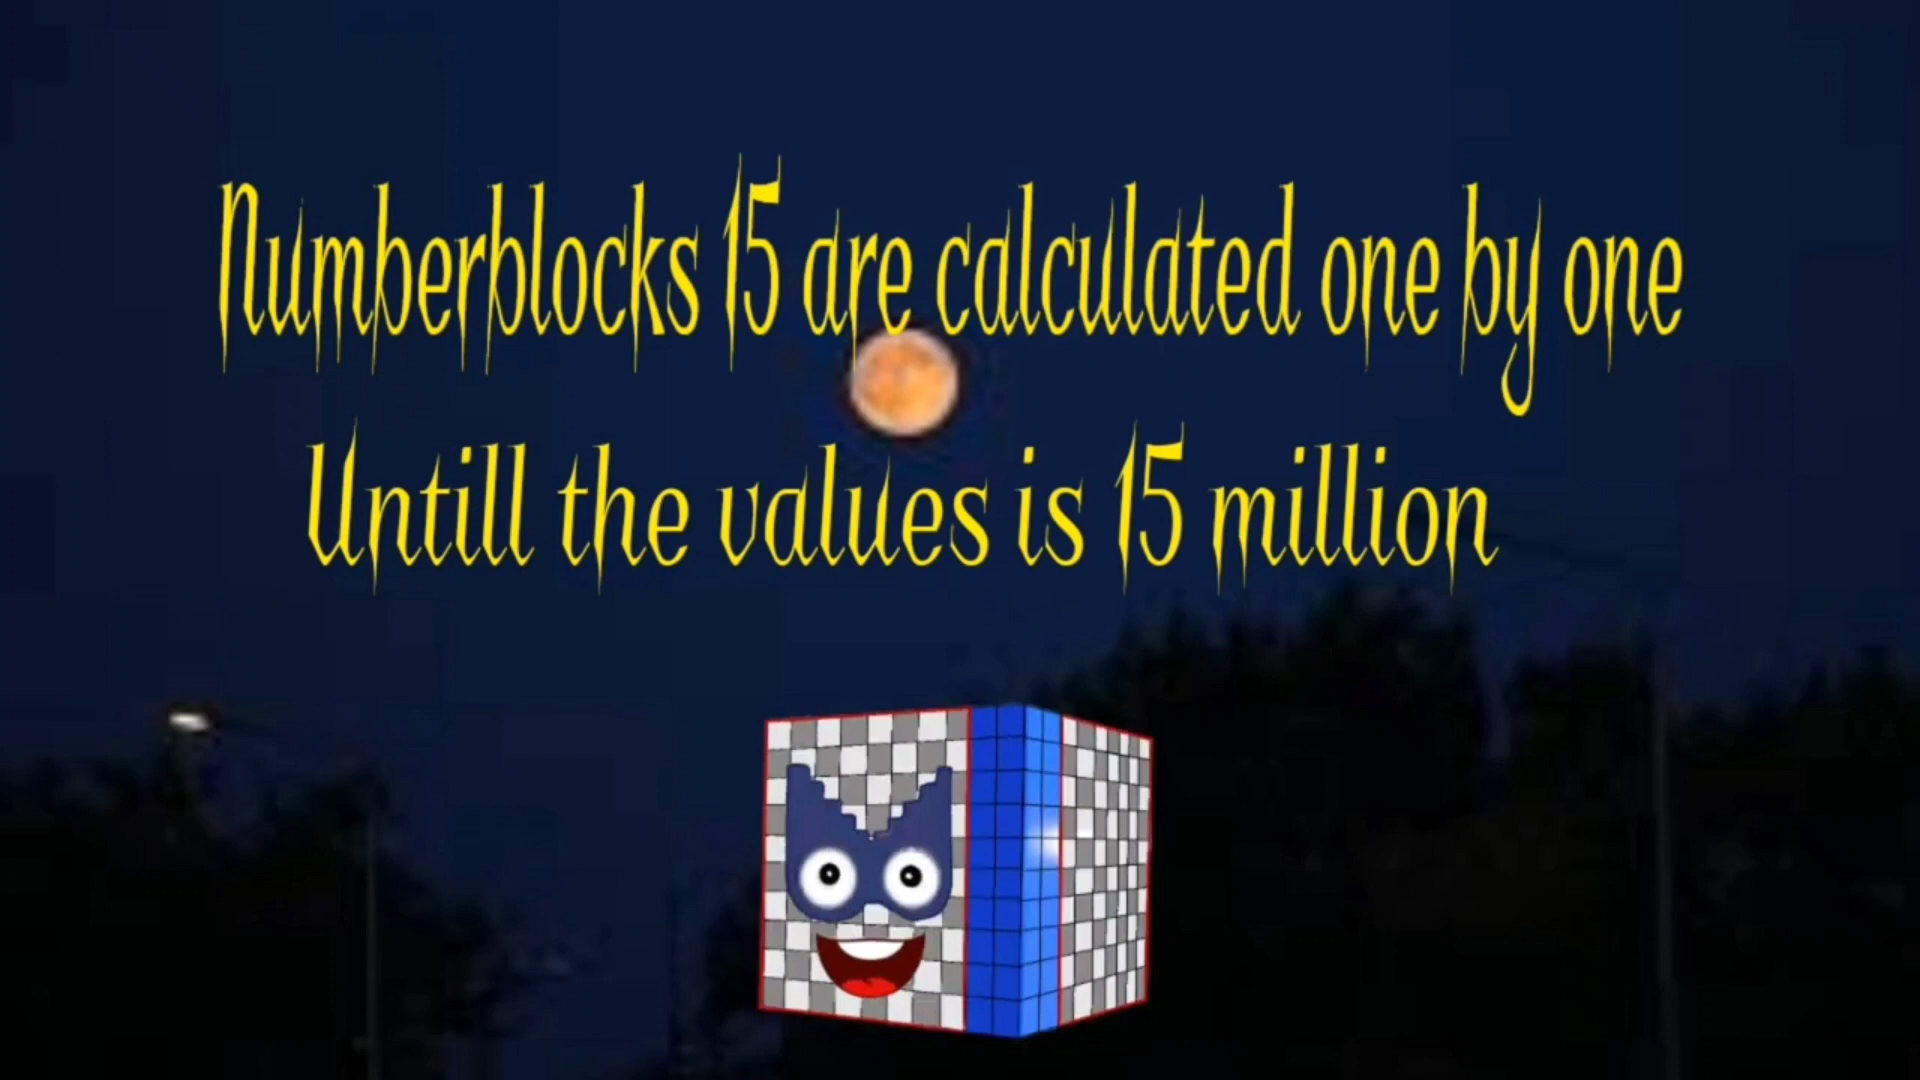 Numberblocks 15 are calculated one by one
Untill the values is 15 million